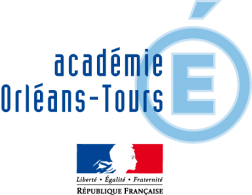 académie
Orléans-Tours
É
Liberté • Égalité • Fraternité
RÉPUBLIQUE FRANÇAISE